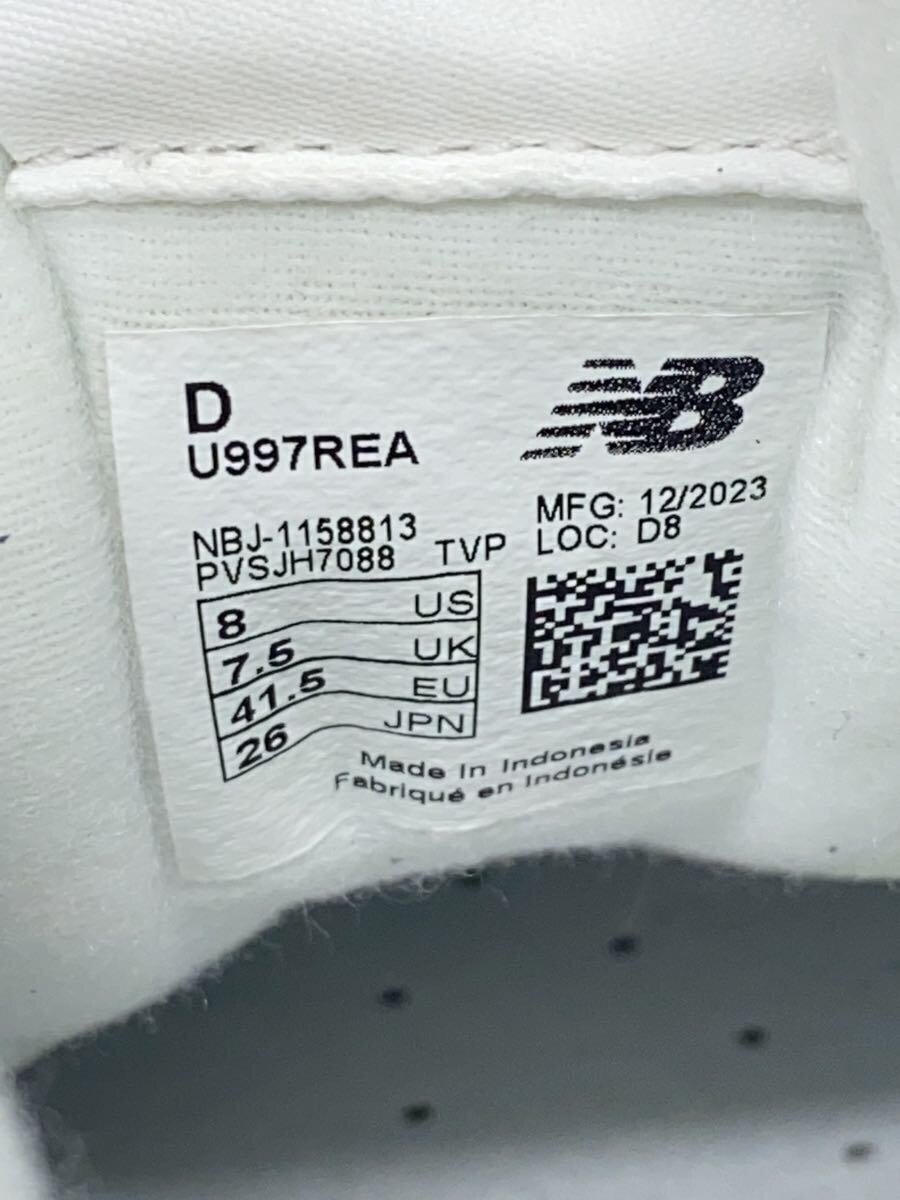 D
U997REA
NB
NBJ-1158813
PVSJH7088 TVP
MFG: 12/2023
LOC: D8
8 US
7.5 UK
41.5 EU
26 JPN
Made In Indonesia
Fabriqué en Indonésie